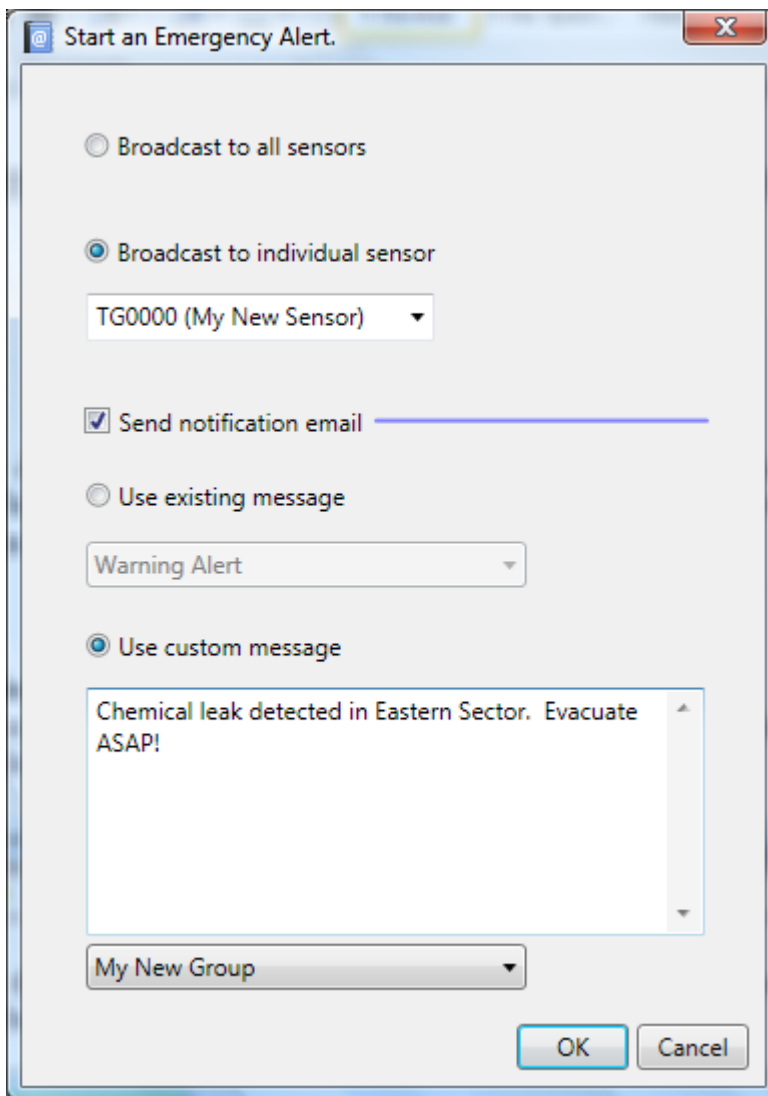 Start an Emergency Alert.
Broadcast to all sensors
Broadcast to individual sensor
TG0000 (My New Sensor)
Send notification email
Use existing message
Warning Alert
Use custom message
Chemical leak detected in Eastern Sector.  Evacuate
ASAP!
My New Group
OK
Cancel